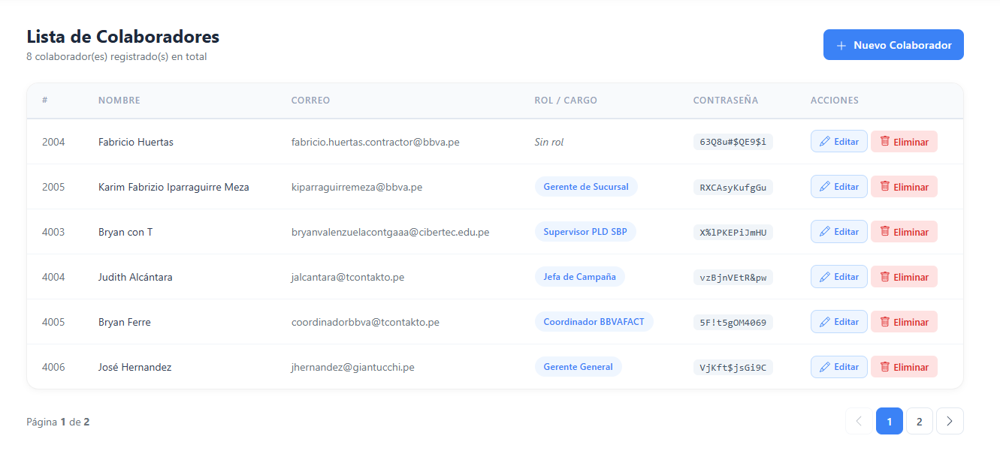 Lista de Colaboradores
8 colaborador(es) registrado(s) en total
Nuevo Colaborador
# NOMBRE CORREO ROL / CARGO CONTRASEÑA ACCIONES
2004 Fabricio Huertas fabricio.huertas.contractor@bbva.pe Sin rol 63Q8u#$QE9$i Editar Eliminar
2005 Karim Fabrizio Iparraguirre Meza kiparraguirremeza@bbva.pe Gerente de Sucursal RXCAsyKufgGu Editar Eliminar
4003 Bryan con T bryanvalenzuelacontgaaa@cibertec.edu.pe Supervisor PLD SBP X%lPKEPiJmHU Editar Eliminar
4004 Judith Alcántara jalcantara@tcontakto.pe Jefa de Campaña vzBjnVEtR&pw Editar Eliminar
4005 Bryan Ferre coordinadorbbva@tcontakto.pe Coordinador BBVAFACT 5F!t5gOM4069 Editar Eliminar
4006 José Hernandez jhernandez@giantucchi.pe Gerente General VjKft$jsGi9C Editar Eliminar
Página 1 de 2
1 2